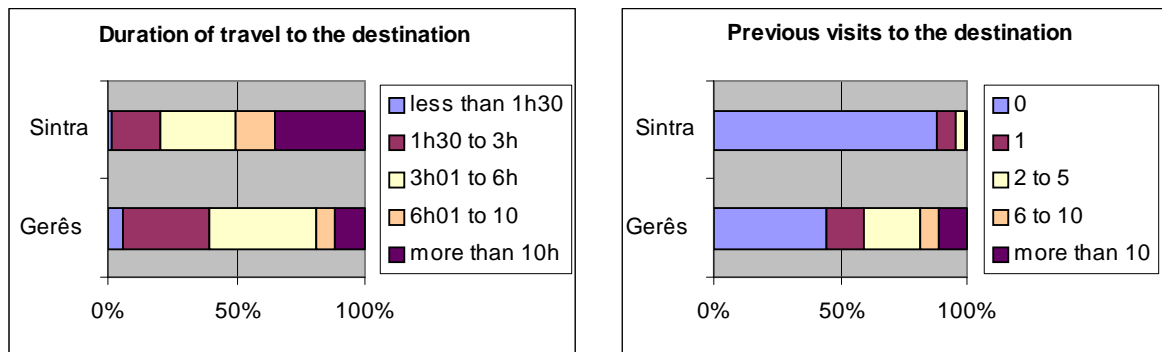 Duration of travel to the destination
Sintra
Gerês
0%
50%
100%
less than 1h30
1h30 to 3h
3h01 to 6h
6h01 to 10
more than 10h
Previous visits to the destination
Sintra
Gerês
0%
50%
100%
0
1
2 to 5
6 to 10
more than 10